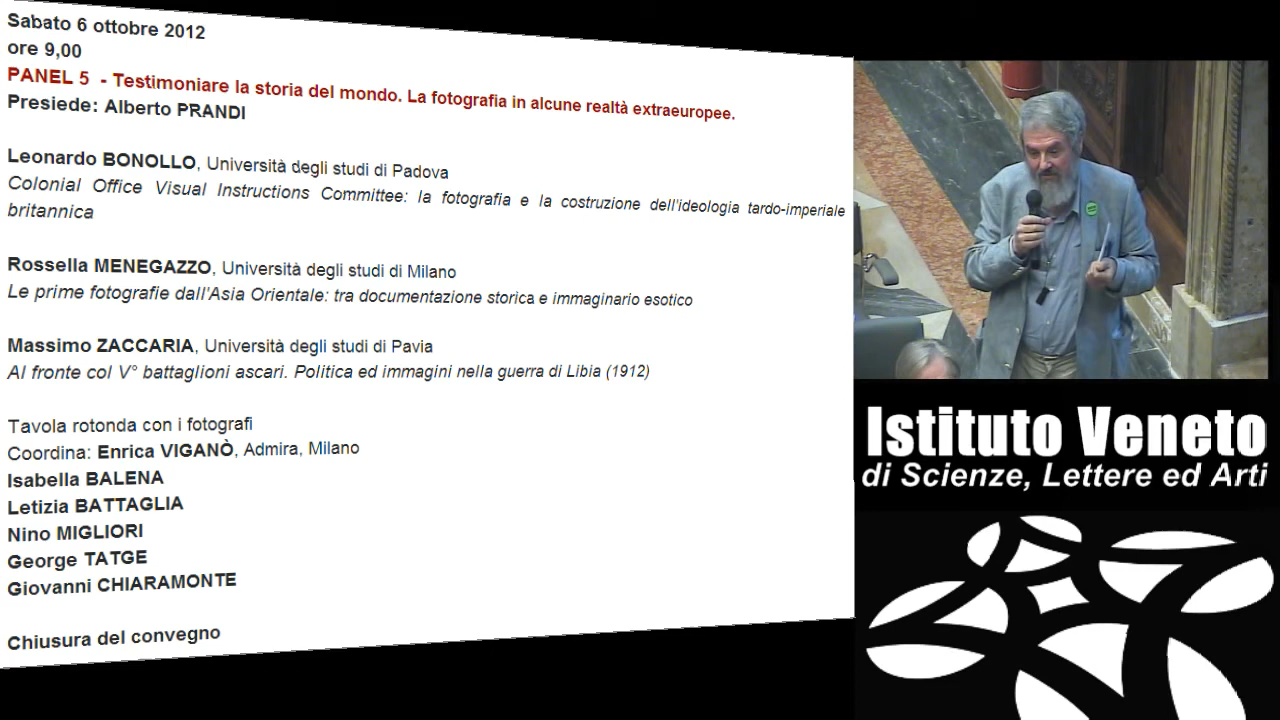 Sabato 6 ottobre 2012
ore 9,00
PANEL 5 - Testimoniare la storia del mondo. La fotografia in alcune realtà extraeuropee.
Presiede: Alberto PRANDI
Leonardo BONOLLO, Università degli studi di Padova
Colonial Office Visual Instructions Committee: la fotografia e la costruzione dell'ideologia tardo-imperiale
britannica
Rossella MENEGAZZO, Università degli studi di Milano
Le prime fotografie dall'Asia Orientale: tra documentazione storica e immaginario esotico
Massimo ZACCARIA, Università degli studi di Pavia
Al fronte col V° battaglioni ascari. Politica ed immagini nella guerra di Libia (1912)
Tavola rotonda con i fotografi
Coordina: Enrica VIGANÒ, Admira, Milano
Isabella BALENA
Letizia BATTAGLIA
Nino MIGLIORI
George TATGE
Giovanni CHIARAMONTE
Chiusura del convegno
Istituto Veneto
di Scienze, Lettere ed Arti